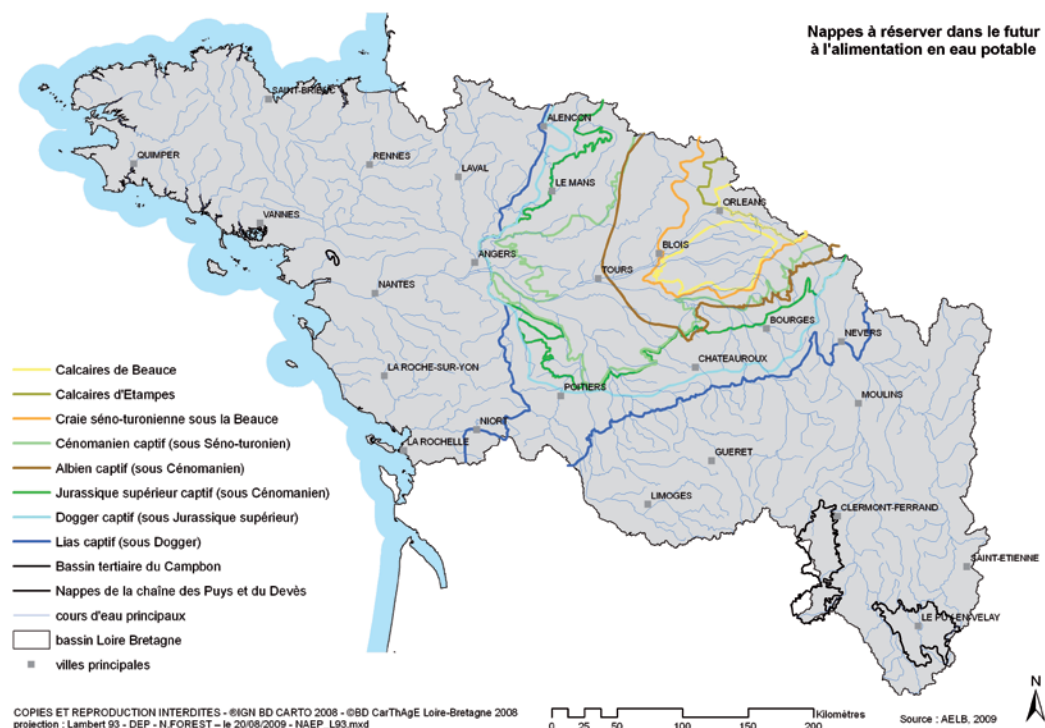 Nappes à réserver dans le futur
à l'alimentation en eau potable
ALENCON
SAINT-BRIEUC
QUIMPER
RENNES
LAVAL
LE MANS
ORLEANS
VANNES
BLOIS
ANGERS
TOURS
NANTES
BOURGES
NEVERS
CHATEAUROUX
LA ROCHE-SUR-YON
POITIERS
MOULINS
NIORT
LA ROCHELLE
GUERET
LIMOGES
CLERMONT-FERRAND
SAINT-ETIENNE
LE PUY-EN-VELAY
Calcaires de Beauce
Calcaires d'Etampes
Craie séno-turonienne sous la Beauce
Cénomanien captif (sous Séno-turonien)
Albien captif (sous Cénomanien)
Jurassique supérieur captif (sous Cénomanien)
Dogger captif (sous Jurassique supérieur)
Lias captif (sous Dogger)
Bassin tertiaire du Campbon
Nappes de la chaîne des Puys et du Devès
cours d'eau principaux
bassin Loire Bretagne
villes principales
N
COPIES ET REPRODUCTION INTERDITES - ®IGN BD CARTO 2008 - ©BD CarThAgE Loire-Bretagne 2008
projection : Lambert 93 - DEP - N.FOREST – le 20/08/2009 - NAEP_L93.mxd
Kilomètres
0 25 50 100 150 200
Source : AELB, 2009